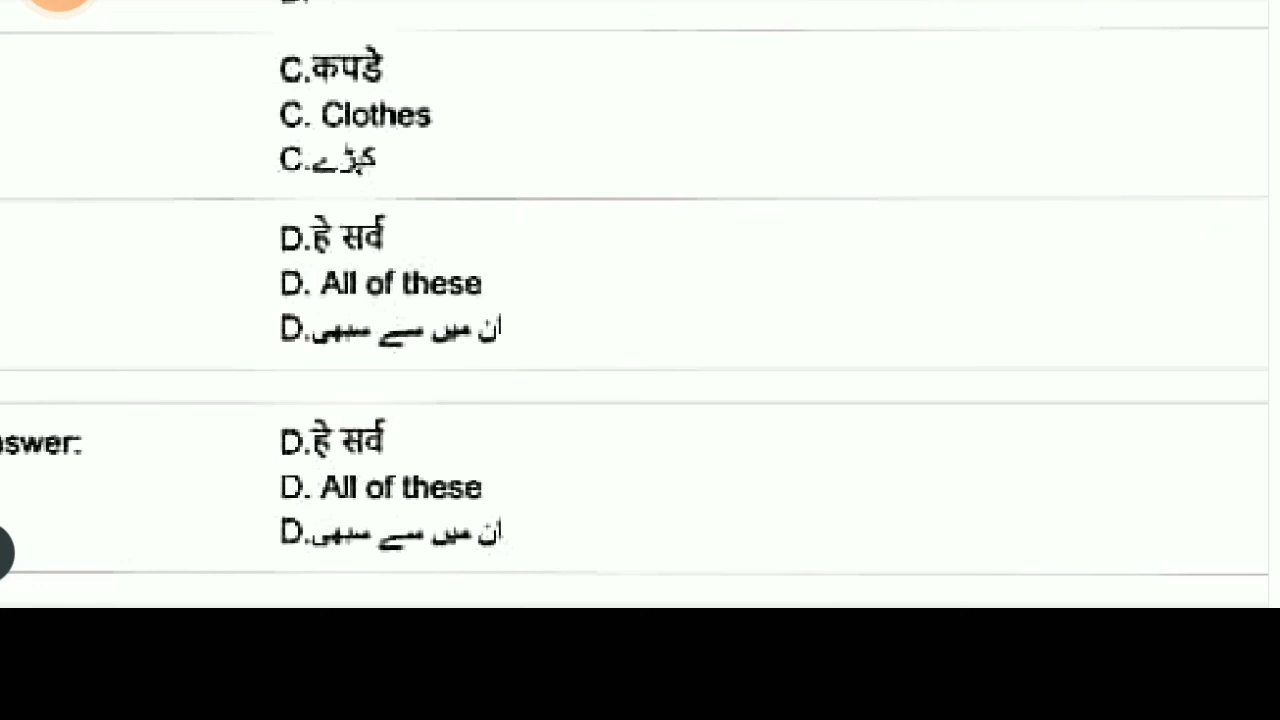 C.कपडे
C. Clothes
C.کپڑے
D.हे सर्व
D. All of these
D.ان میں سے سبھی
nswer:
D.हे सर्व
D. All of these
D.ان میں سے سبھی